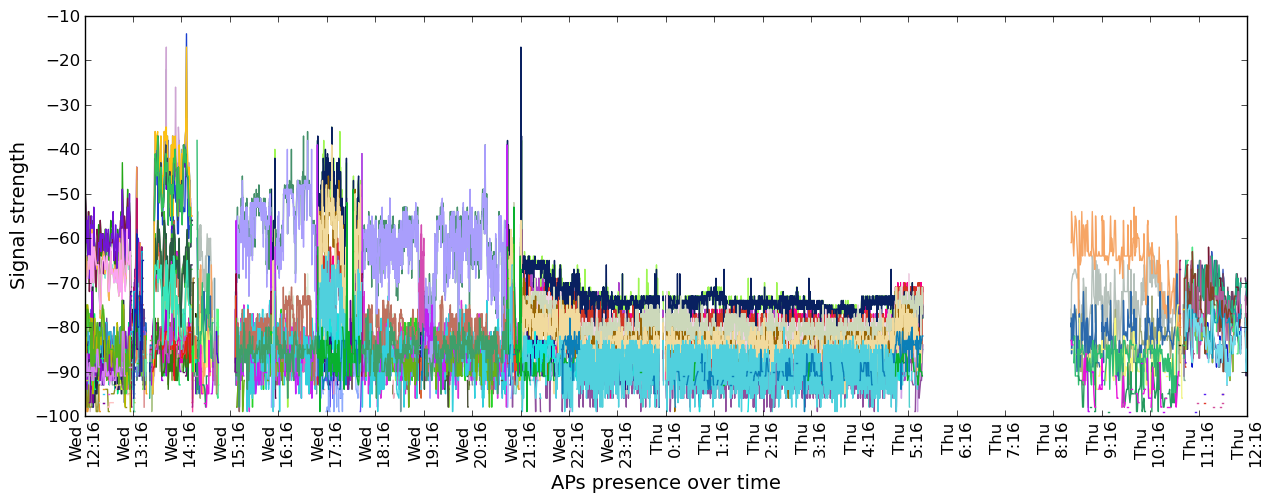 −10
−20
−30
−40
−50
−60
−70
−80
−90
−100
Signal strength
Wed 12:16
Wed 13:16
Wed 14:16
Wed 15:16
Wed 16:16
Wed 17:16
Wed 18:16
Wed 19:16
Wed 20:16
Wed 21:16
Wed 22:16
Wed 23:16
Thu 0:16
Thu 1:16
Thu 2:16
Thu 3:16
Thu 4:16
Thu 5:16
Thu 6:16
Thu 7:16
Thu 8:16
Thu 9:16
Thu 10:16
Thu 11:16
Thu 12:16
APs presence over time